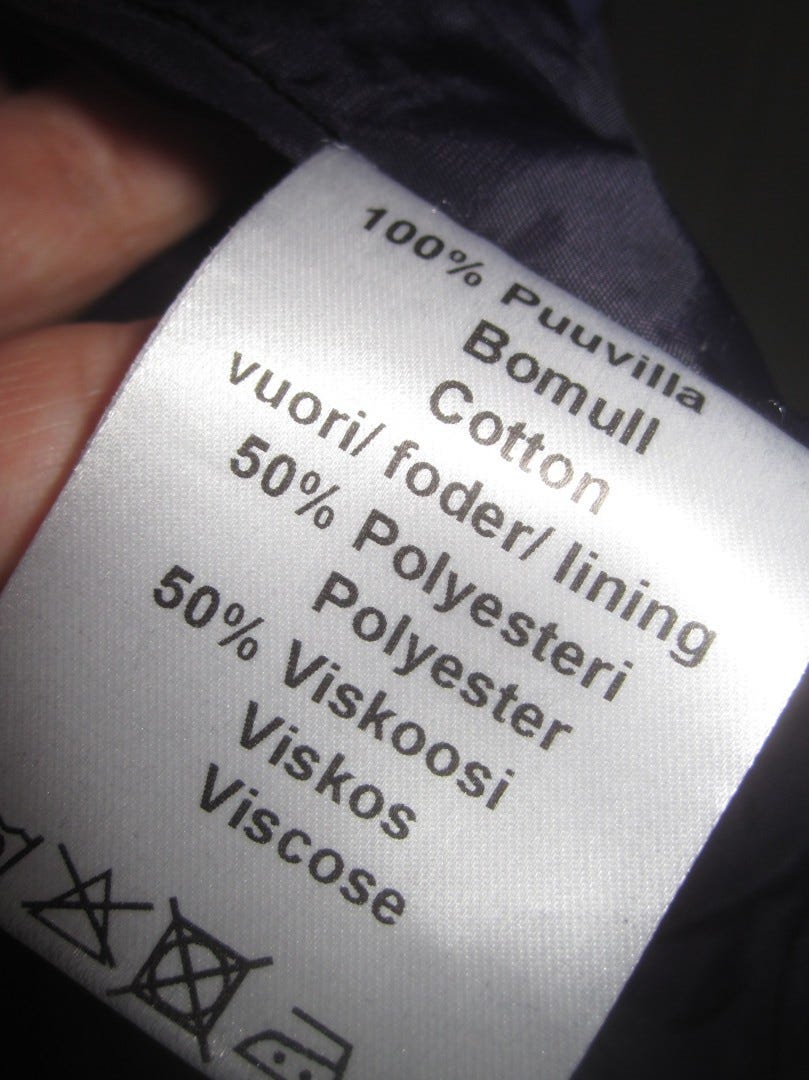 100% Puuvilla
Bomull
Cotton
vuori/ foder/ lining
50% Polyesteri
Polyester
50% Viskoosi
Viskos
Viscose